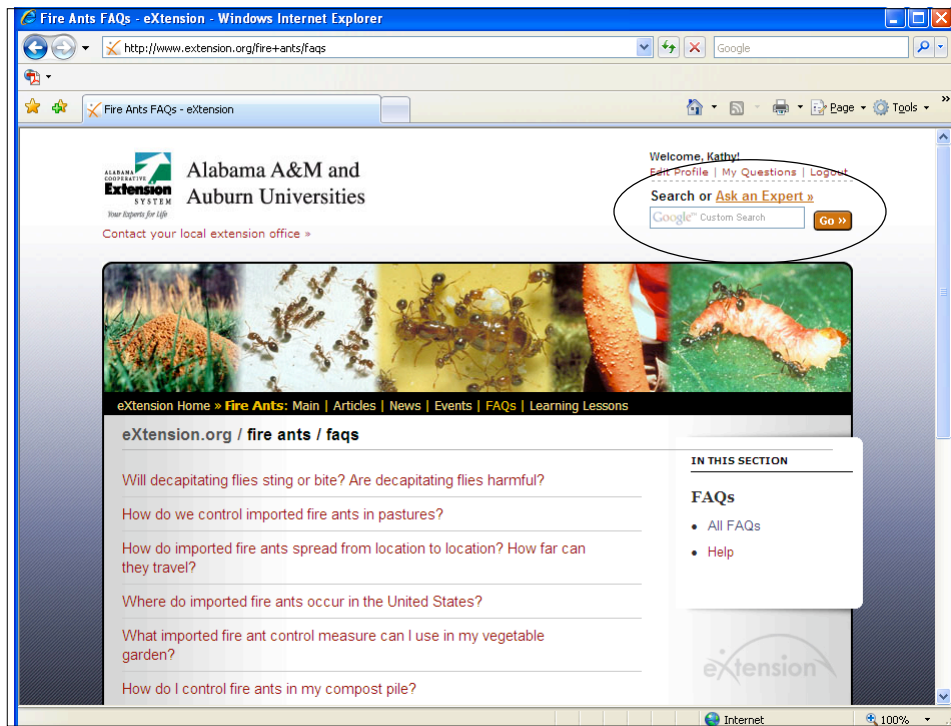 Fire Ants FAQs - eXtension - Windows Internet Explorer
http://www.extension.org/fire+ants/faqs
Google
Fire Ants FAQs - eXtension
Page
Tools
»
ALABAMA
COOPERATIVE
Extension
SYSTEM
Your Experts for Life
Alabama A&M and
Auburn Universities
Contact your local extension office »
Welcome, Kathy!
Edit Profile | My Questions | Logout
Search or Ask an Expert »
Google™ Custom Search
Go »
eXtension Home » Fire Ants: Main | Articles | News | Events | FAQs | Learning Lessons
eXtension.org / fire ants / faqs
Will decapitating flies sting or bite? Are decapitating flies harmful?
How do we control imported fire ants in pastures?
How do imported fire ants spread from location to location? How far can
they travel?
Where do imported fire ants occur in the United States?
What imported fire ant control measure can I use in my vegetable
garden?
How do I control fire ants in my compost pile?
IN THIS SECTION
FAQs
• All FAQs
• Help
eXtension
Internet
100%